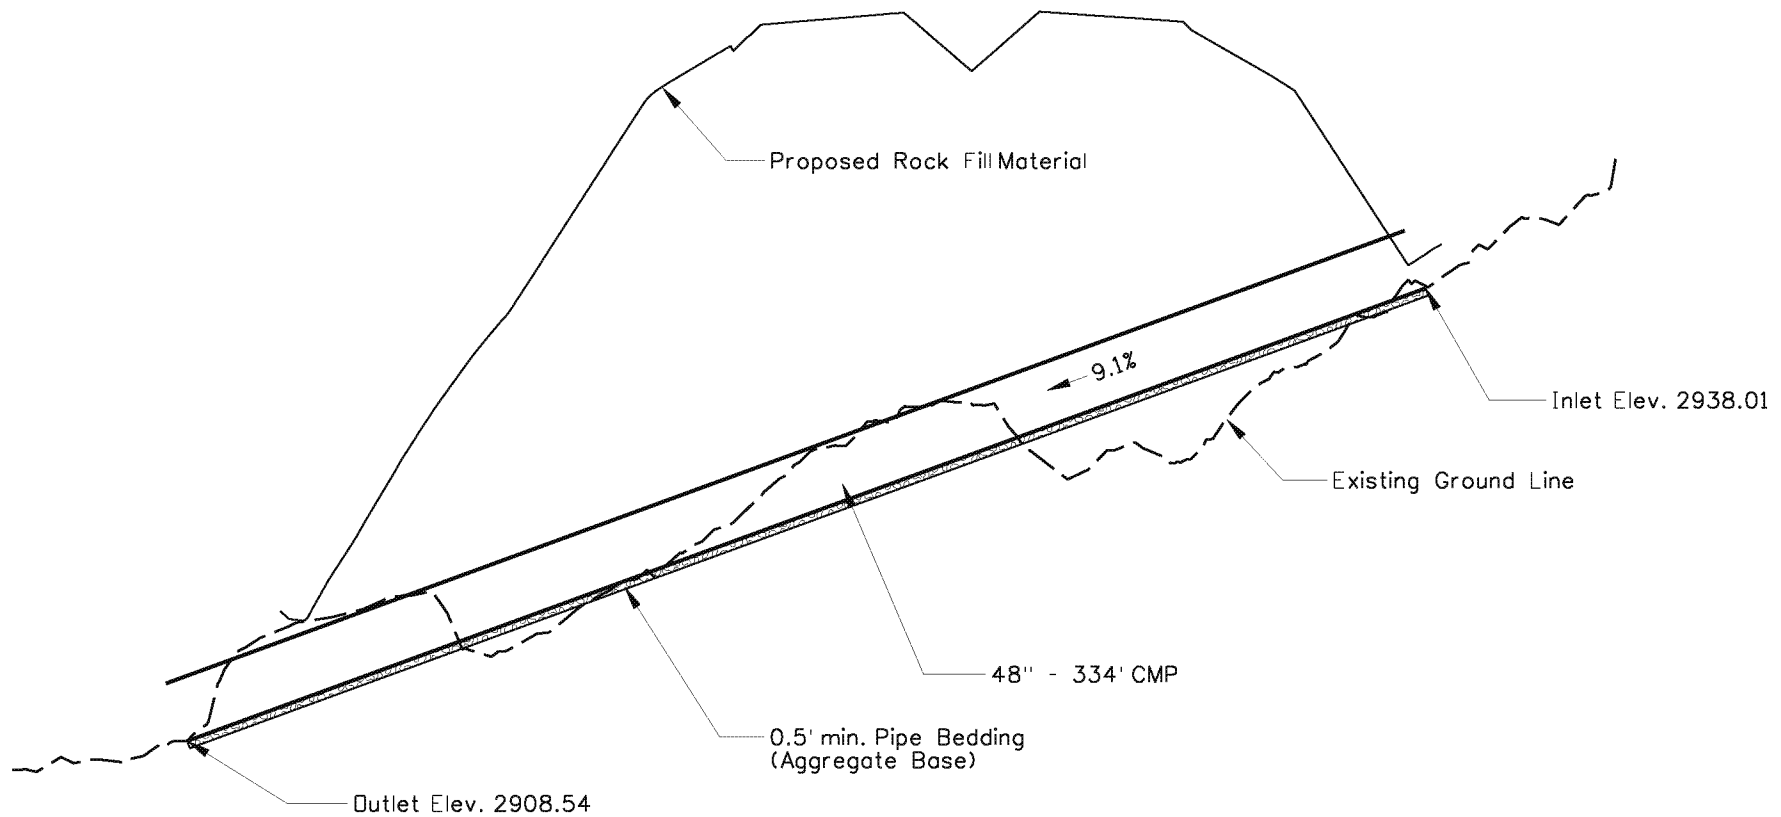 Proposed Rock Fill Material
9.1%
Inlet Elev. 2938.01
Existing Ground Line
48" - 334' CMP
0.5' min. Pipe Bedding
(Aggregate Base)
Outlet Elev. 2908.54